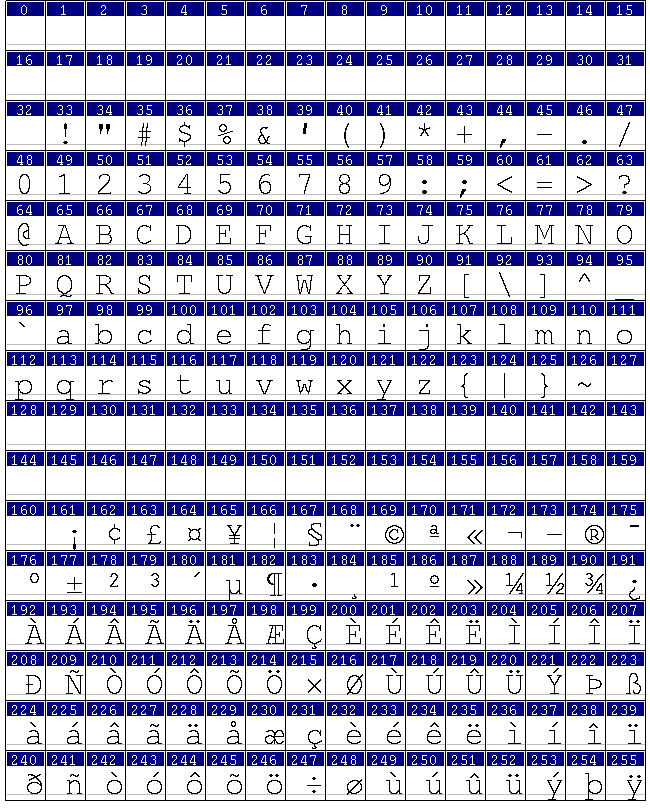 0 1 2 3 4 5 6 7 8 9 10 11 12 13 14 15
16 17 18 19 20 21 22 23 24 25 26 27 28 29 30 31
32 33 34 35 36 37 38 39 40 41 42 43 44 45 46 47
! " # $ % & ' ( ) * + , − . /
48 49 50 51 52 53 54 55 56 57 58 59 60 61 62 63
0 1 2 3 4 5 6 7 8 9 : ; < = > ?
64 65 66 67 68 69 70 71 72 73 74 75 76 77 78 79
@ A B C D E F G H I J K L M N O
80 81 82 83 84 85 86 87 88 89 90 91 92 93 94 95
P Q R S T U V W X Y Z [ \ ] ^ _
96 97 98 99 100 101 102 103 104 105 106 107 108 109 110 111
` a b c d e f g h i j k l m n o
112 113 114 115 116 117 118 119 120 121 122 123 124 125 126 127
p q r s t u v w x y z { | } ~
128 129 130 131 132 133 134 135 136 137 138 139 140 141 142 143
144 145 146 147 148 149 150 151 152 153 154 155 156 157 158 159
160 161 162 163 164 165 166 167 168 169 170 171 172 173 174 175
¡ ¢ £ ¤ ¥ ¦ § ¨ © ª « ¬ − ® ¯
176 177 178 179 180 181 182 183 184 185 186 187 188 189 190 191
° ± ² ³ ´ µ ¶ · ¸ ¹ º » ¼ ½ ¾ ¿
192 193 194 195 196 197 198 199 200 201 202 203 204 205 206 207
À Á Â Ã Ä Å Æ Ç È É Ê Ë Ì Í Î Ï
208 209 210 211 212 213 214 215 216 217 218 219 220 221 222 223
Ð Ñ Ò Ó Ô Õ Ö × Ø Ù Ú Û Ü Ý Þ ß
224 225 226 227 228 229 230 231 232 233 234 235 236 237 238 239
à á â ã ä å æ ç è é ê ë ì í î ï
240 241 242 243 244 245 246 247 248 249 250 251 252 253 254 255
ð ñ ò ó ô õ ö ÷ ø ù ú û ü ý þ ÿ